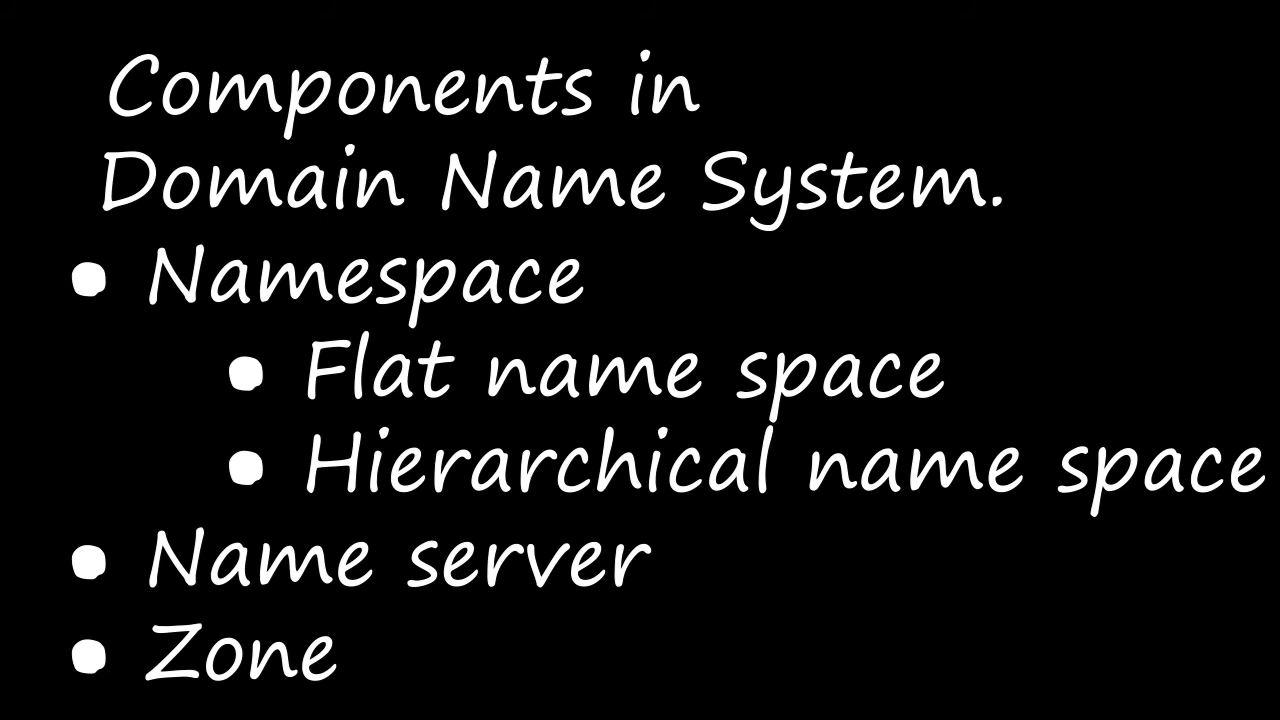 Components in
Domain Name System.
• Namespace
• Flat name space
• Hierarchical name space
• Name server
• Zone